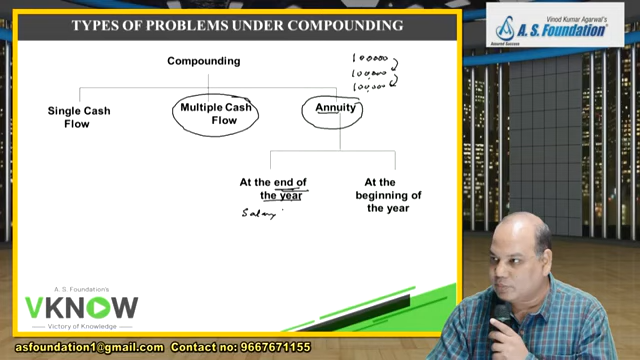 TYPES OF PROBLEMS UNDER COMPOUNDING
Vinod Kumar Agarwal's
A. S. Foundation®
Assured Success
Compounding
100000
100000
100000
Single Cash
Flow
Multiple Cash
Flow
Annuity
At the end of
the year
Salary
At the
beginning of
the year
A. S. Foundation's
VKNOW
Victory of Knowledge
asfoundation1@gmail.com Contact no: 9667671155